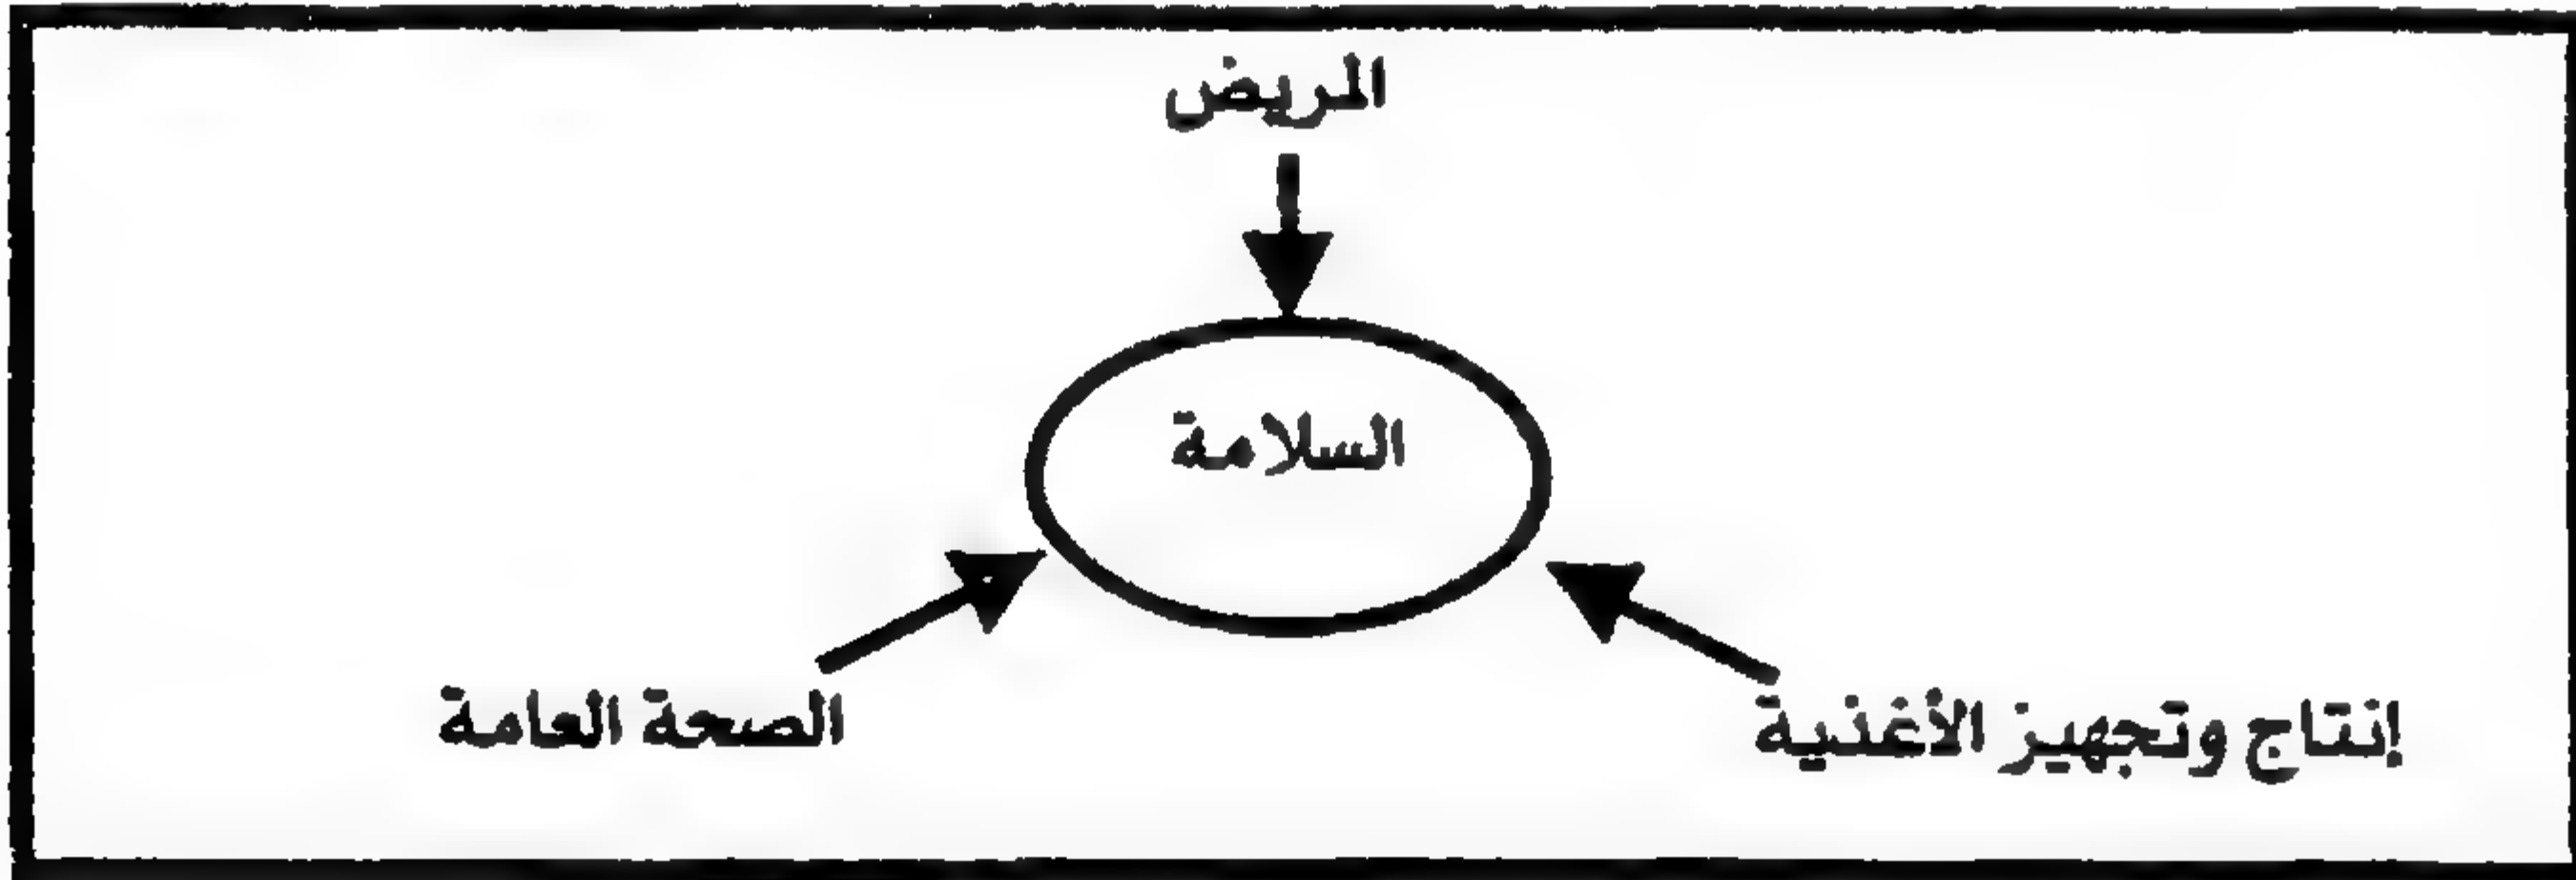 المريض
السلامة
إنتاج وتجهيز الأغذية
الصحة العامة